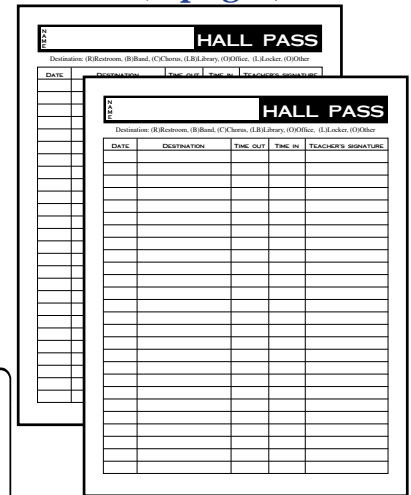 NAME HALL PASS
Destination: (R)Restroom, (B)Band, (C)Chorus, (LB)Library, (O)Office, (L)Locker, (O)Other
DATE DESTINATION TIME OUT TIME IN TEACHER'S SIGNATURE
NAME HALL PASS
Destination: (R)Restroom, (B)Band, (C)Chorus, (LB)Library, (O)Office, (L)Locker, (O)Other
DATE DESTINATION TIME OUT TIME IN TEACHER'S SIGNATURE